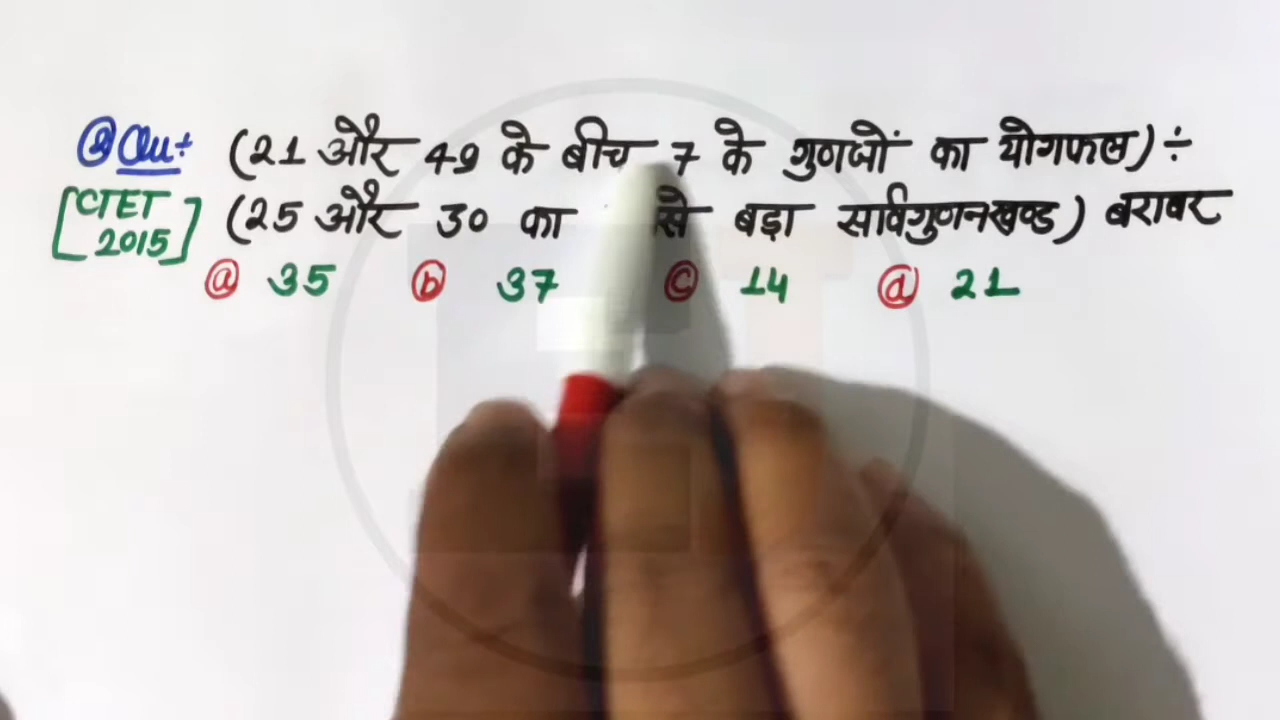 ② Qu÷ (21 और 49 के बीच 7 के गुणजों का योगफल) ÷
[CTET 2015] (25 और 30 का से बड़ा सार्वगुणनखण्ड) बराबर
ⓐ 35 ⓑ 37 ⓒ 14 ⓓ 21